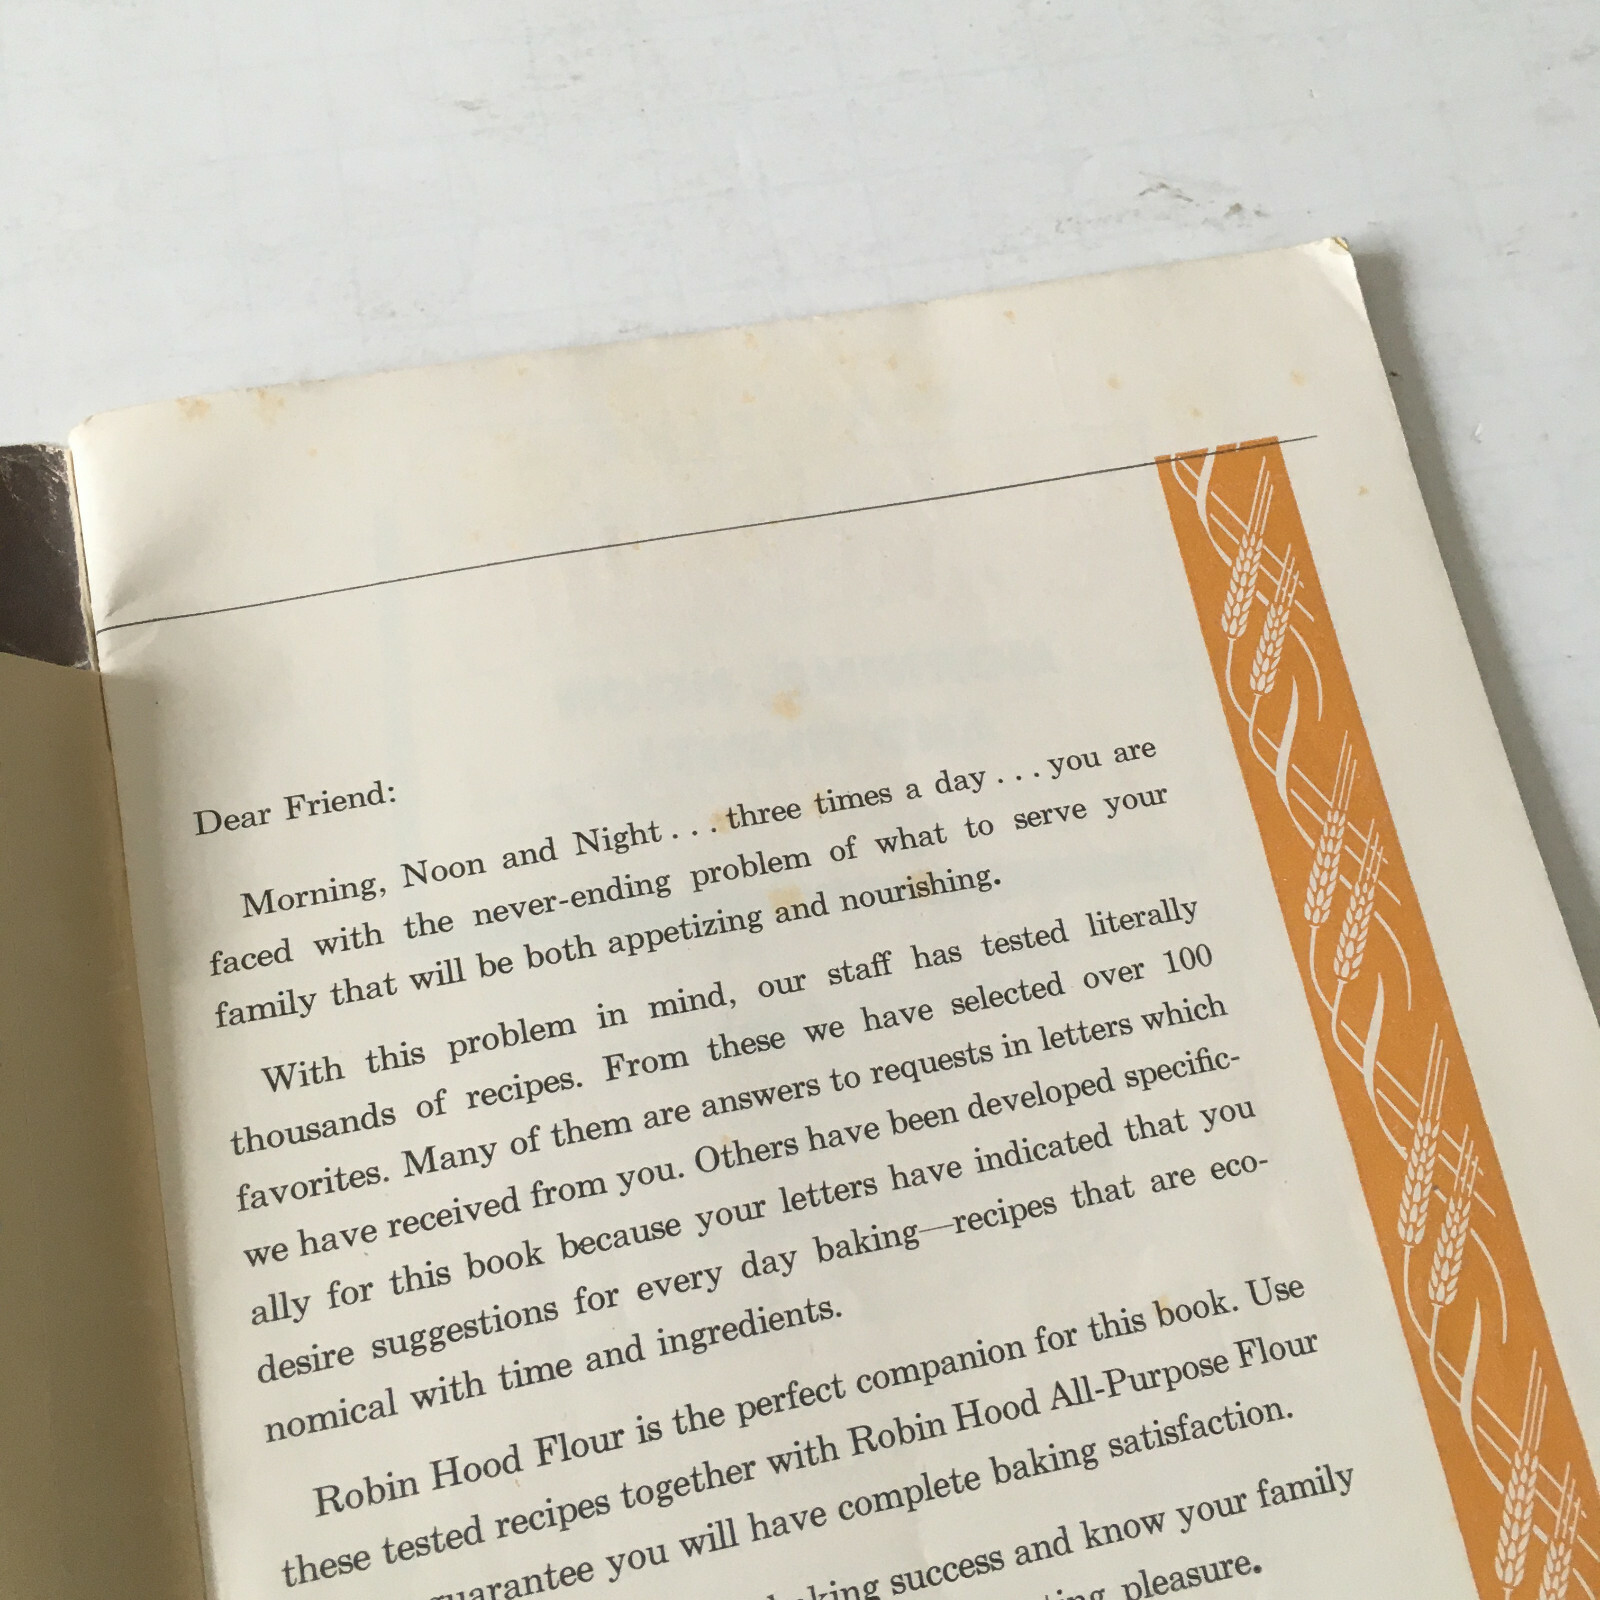 Dear Friend:
Morning, Noon and Night . . . three times a day . . . you are
faced with the never-ending problem of what to serve your
family that will be both appetizing and nourishing.
With this problem in mind, our staff has tested literally
thousands of recipes. From these we have selected over 100
favorites. Many of them are answers to requests in letters which
we have received from you. Others have been developed specific-
ally for this book because your letters have indicated that you
desire suggestions for every day baking—recipes that are eco-
nomical with time and ingredients.
Robin Hood Flour is the perfect companion for this book. Use
these tested recipes together with Robin Hood All-Purpose Flour
guarantee you will have complete baking satisfaction.
success and know your family
pleasure.